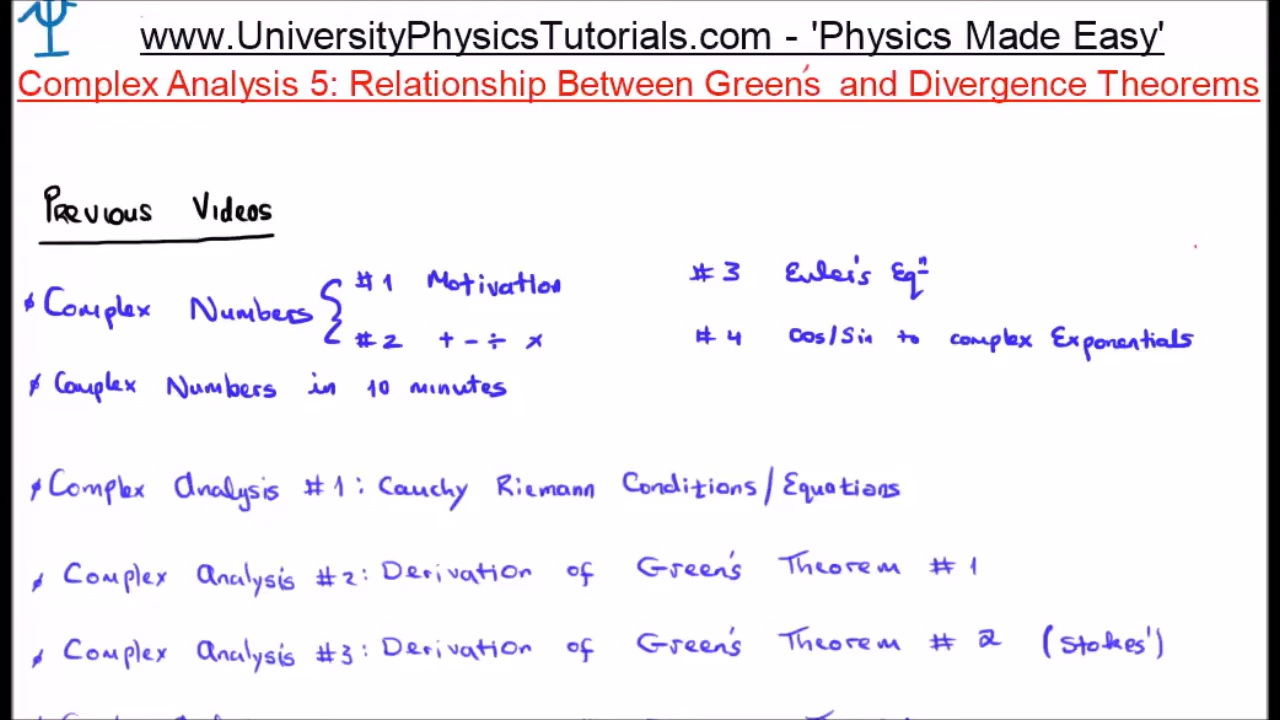 www.UniversityPhysicsTutorials.com - 'Physics Made Easy'
Complex Analysis 5: Relationship Between Green's and Divergence Theorems
Previous Videos
Complex Numbers { #1 Motivation #3 Euler's Eqⁿ
#2 + - ÷ × #4 Cos/Sin to complex Exponentials
Complex Numbers in 10 minutes
Complex Analysis #1: Cauchy Riemann Conditions/Equations
Complex Analysis #2: Derivation of Green's Theorem #1
Complex Analysis #3: Derivation of Green's Theorem #2 (Stokes')